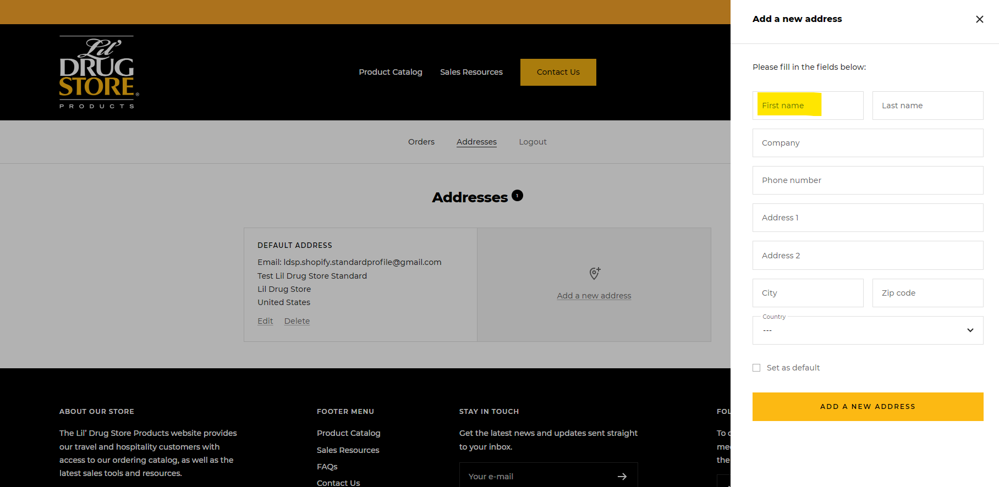 Lil'
DRUG
STORE®
PRODUCTS
Product Catalog
Sales Resources
Contact Us
Orders
Addresses
Logout
Addresses 1
DEFAULT ADDRESS
Email: ldsp.shopify.standardprofile@gmail.com
Test Lil Drug Store Standard
Lil Drug Store
United States
Edit
Delete
Add a new address
ABOUT OUR STORE
The Lil' Drug Store Products website provides
our travel and hospitality customers with
access to our ordering catalog, as well as the
latest sales tools and resources.
FOOTER MENU
Product Catalog
Sales Resources
FAQs
Contact Us
STAY IN TOUCH
Get the latest news and updates sent straight
to your inbox.
Your e-mail
FOL
To
the
Add a new address
Please fill in the fields below:
First name
Last name
Company
Phone number
Address 1
Address 2
City
Zip code
Country
---
Set as default
ADD A NEW ADDRESS